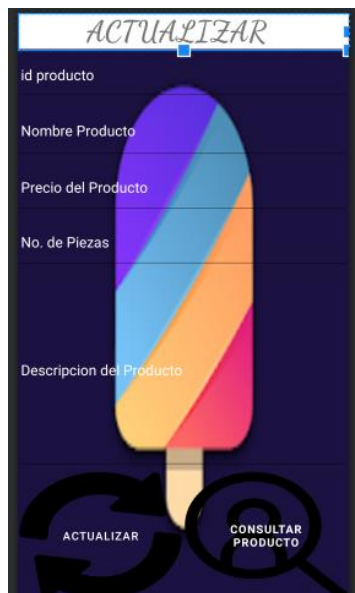 ACTUALIZAR
id producto
Nombre Producto
Precio del Producto
No. de Piezas
Descripcion del Producto
ACTUALIZAR
CONSULTAR
PRODUCTO